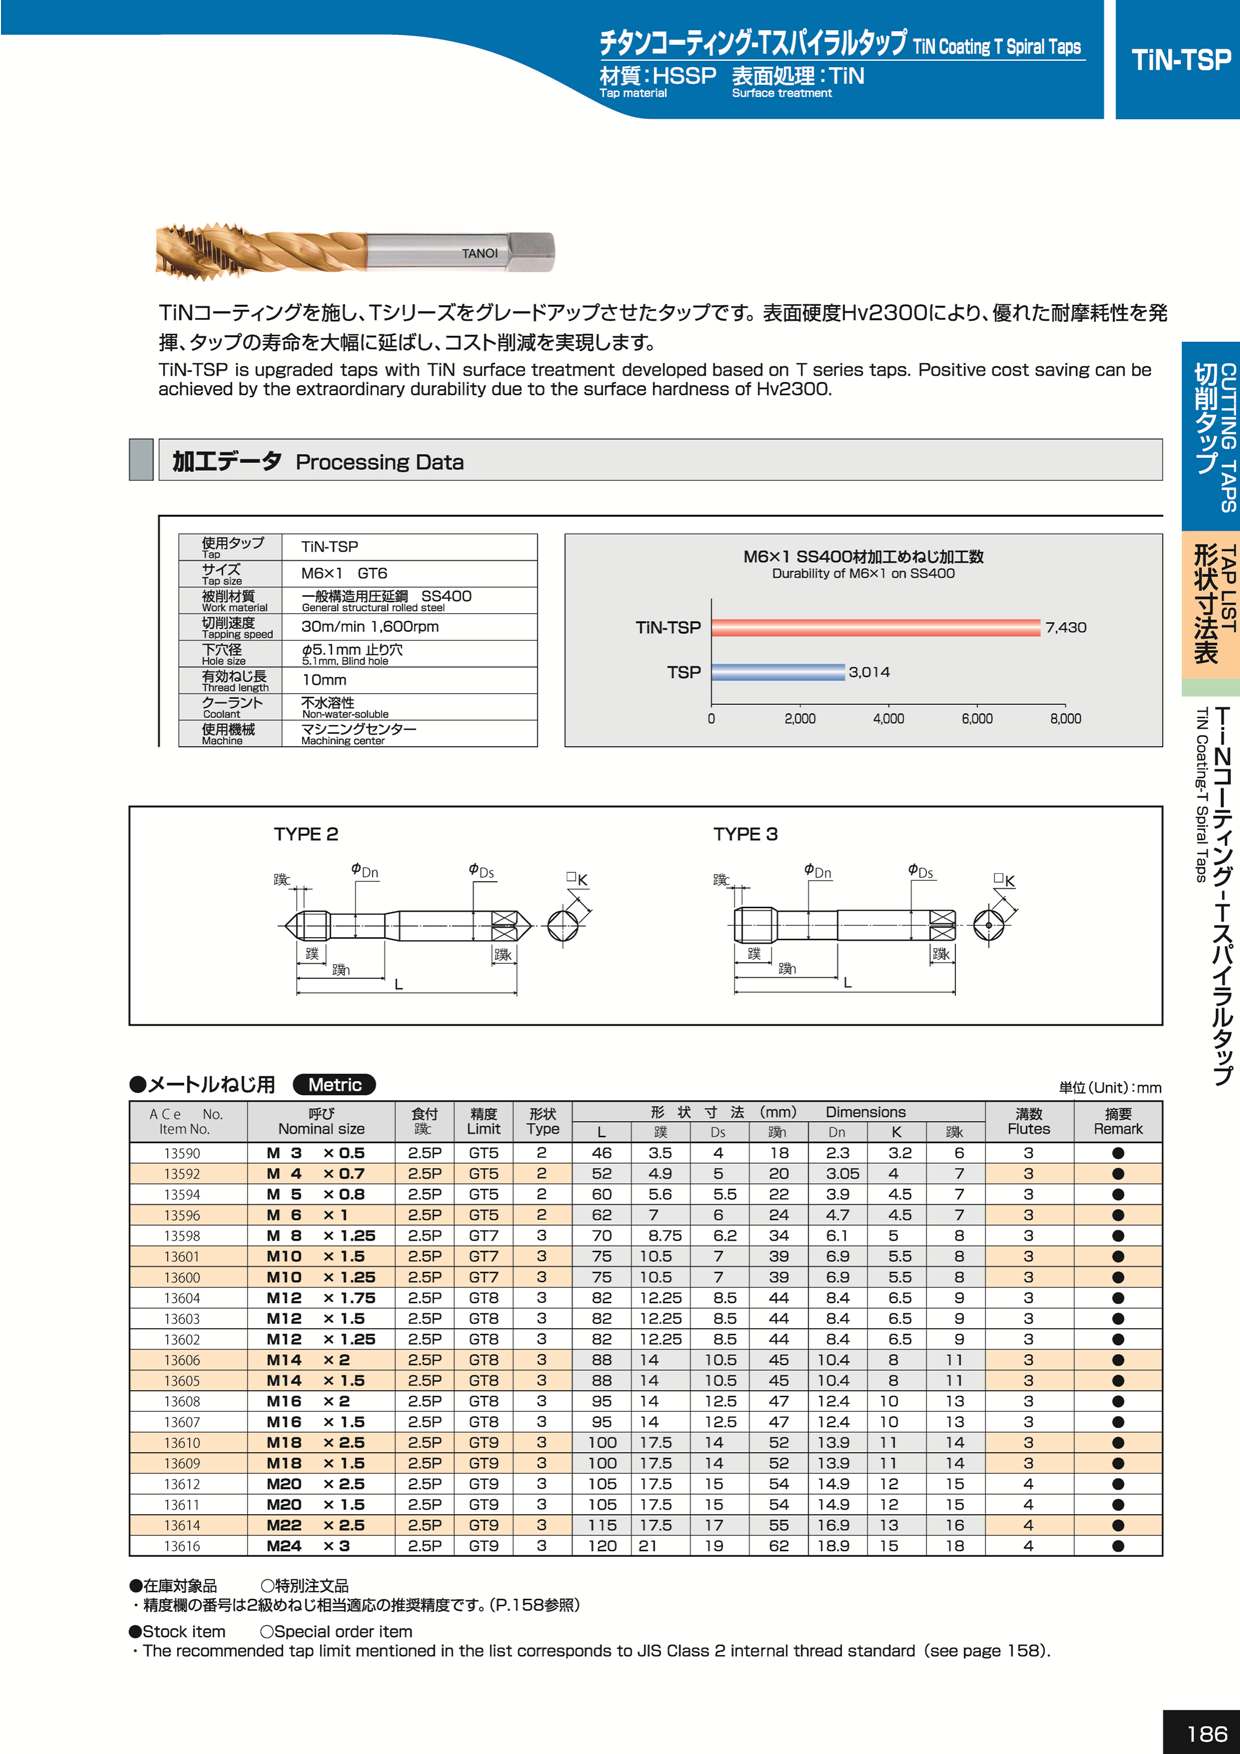 チタンコーティング-Tスパイラルタップ TiN Coating T Spiral Taps
材質：HSSP 表面処理：TiN
Tap material Surface treatment
TiN-TSP
TANOI
TiNコーティングを施し、Tシリーズをグレードアップさせたタップです。表面硬度Hv2300により、優れた耐摩耗性を発
揮、タップの寿命を大幅に延ばし、コスト削減を実現します。
TiN-TSP is upgraded taps with TiN surface treatment developed based on T series taps. Positive cost saving can be
achieved by the extraordinary durability due to the surface hardness of Hv2300.
加工データ Processing Data
使用タップ Tap TiN-TSP
サイズ Tap size M6×1 GT6
被削材質 Work material 一般構造用圧延鋼 SS400 General structural rolled steel
切削速度 Tapping speed 30m/min 1,600rpm
下穴径 Hole size φ5.1mm 止り穴 5.1mm, Blind hole
有効ねじ長 Thread length 10mm
クーラント Coolant 不水溶性 Non-water-soluble
使用機械 Machine マシニングセンター Machining center
M6×1 SS400材加工めねじ加工数
Durability of M6×1 on SS400
TiN-TSP 7,430
TSP 3,014
0 2,000 4,000 6,000 8,000
TYPE 2
φDn φDs □K
L
TYPE 3
φDn φDs □K
L
●メートルねじ用 Metric
単位（Unit）：mm
ACe No. 呼び 食付 精度 形状 形状寸法（mm） Dimensions 溝数 摘要
Item No. Nominal size Limit Type L Ds Dn K Flutes Remark
13590 M 3 × 0.5 2.5P GT5 2 46 3.5 4 18 2.3 3.2 6 3 ●
13592 M 4 × 0.7 2.5P GT5 2 52 4.9 5 20 3.05 4 7 3 ●
13594 M 5 × 0.8 2.5P GT5 2 60 5.6 5.5 22 3.9 4.5 7 3 ●
13596 M 6 × 1 2.5P GT5 2 62 7 6 24 4.7 4.5 7 3 ●
13598 M 8 × 1.25 2.5P GT7 3 70 8.75 6.2 34 6.1 5 8 3 ●
13601 M10 × 1.5 2.5P GT7 3 75 10.5 7 39 6.9 5.5 8 3 ●
13600 M10 × 1.25 2.5P GT7 3 75 10.5 7 39 6.9 5.5 8 3 ●
13604 M12 × 1.75 2.5P GT8 3 82 12.25 8.5 44 8.4 6.5 9 3 ●
13603 M12 × 1.5 2.5P GT8 3 82 12.25 8.5 44 8.4 6.5 9 3 ●
13602 M12 × 1.25 2.5P GT8 3 82 12.25 8.5 44 8.4 6.5 9 3 ●
13606 M14 × 2 2.5P GT8 3 88 14 10.5 45 10.4 8 11 3 ●
13605 M14 × 1.5 2.5P GT8 3 88 14 10.5 45 10.4 8 11 3 ●
13608 M16 × 2 2.5P GT8 3 95 14 12.5 47 12.4 10 13 3 ●
13607 M16 × 1.5 2.5P GT8 3 95 14 12.5 47 12.4 10 13 3 ●
13610 M18 × 2.5 2.5P GT9 3 100 17.5 14 52 13.9 11 14 3 ●
13609 M18 × 1.5 2.5P GT9 3 100 17.5 14 52 13.9 11 14 3 ●
13612 M20 × 2.5 2.5P GT9 3 105 17.5 15 54 14.9 12 15 4 ●
13611 M20 × 1.5 2.5P GT9 3 105 17.5 15 54 14.9 12 15 4 ●
13614 M22 × 2.5 2.5P GT9 3 115 17.5 17 55 16.9 13 16 4 ●
13616 M24 × 3 2.5P GT9 3 120 21 19 62 18.9 15 18 4 ●
●在庫対象品 ○特別注文品
・精度欄の番号は2級めねじ相当適応の推奨精度です。（P.158参照）
●Stock item ○Special order item
・The recommended tap limit mentioned in the list corresponds to JIS Class 2 internal thread standard (see page 158).
切削タップ
CUTTING TAPS
形状寸法表
TAP LIST
TiNコーティング-Tスパイラルタップ
TiN Coating-T Spiral Taps
186